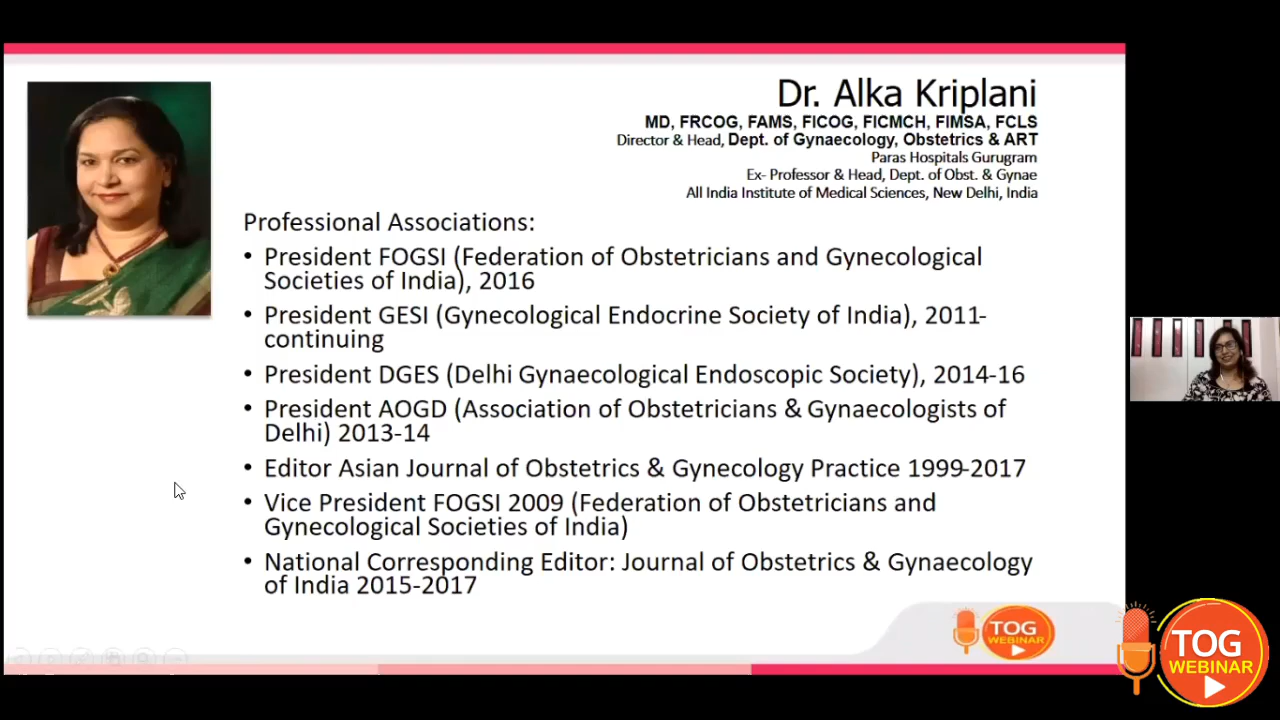 Dr. Alka Kriplani
MD, FRCOG, FAMS, FICOG, FICMCH, FIMSA, FCLS
Director & Head, Dept. of Gynaecology, Obstetrics & ART
Paras Hospitals Gurugram
Ex- Professor & Head, Dept. of Obst. & Gynae
All India Institute of Medical Sciences, New Delhi, India
Professional Associations:
• President FOGSI (Federation of Obstetricians and Gynecological
Societies of India), 2016
• President GESI (Gynecological Endocrine Society of India), 2011-
continuing
• President DGES (Delhi Gynaecological Endoscopic Society), 2014-16
• President AOGD (Association of Obstetricians & Gynaecologists of
Delhi) 2013-14
• Editor Asian Journal of Obstetrics & Gynecology Practice 1999-2017
• Vice President FOGSI 2009 (Federation of Obstetricians and
Gynecological Societies of India)
• National Corresponding Editor: Journal of Obstetrics & Gynaecology
of India 2015-2017
TOG
WEBINAR
TOG
WEBINAR